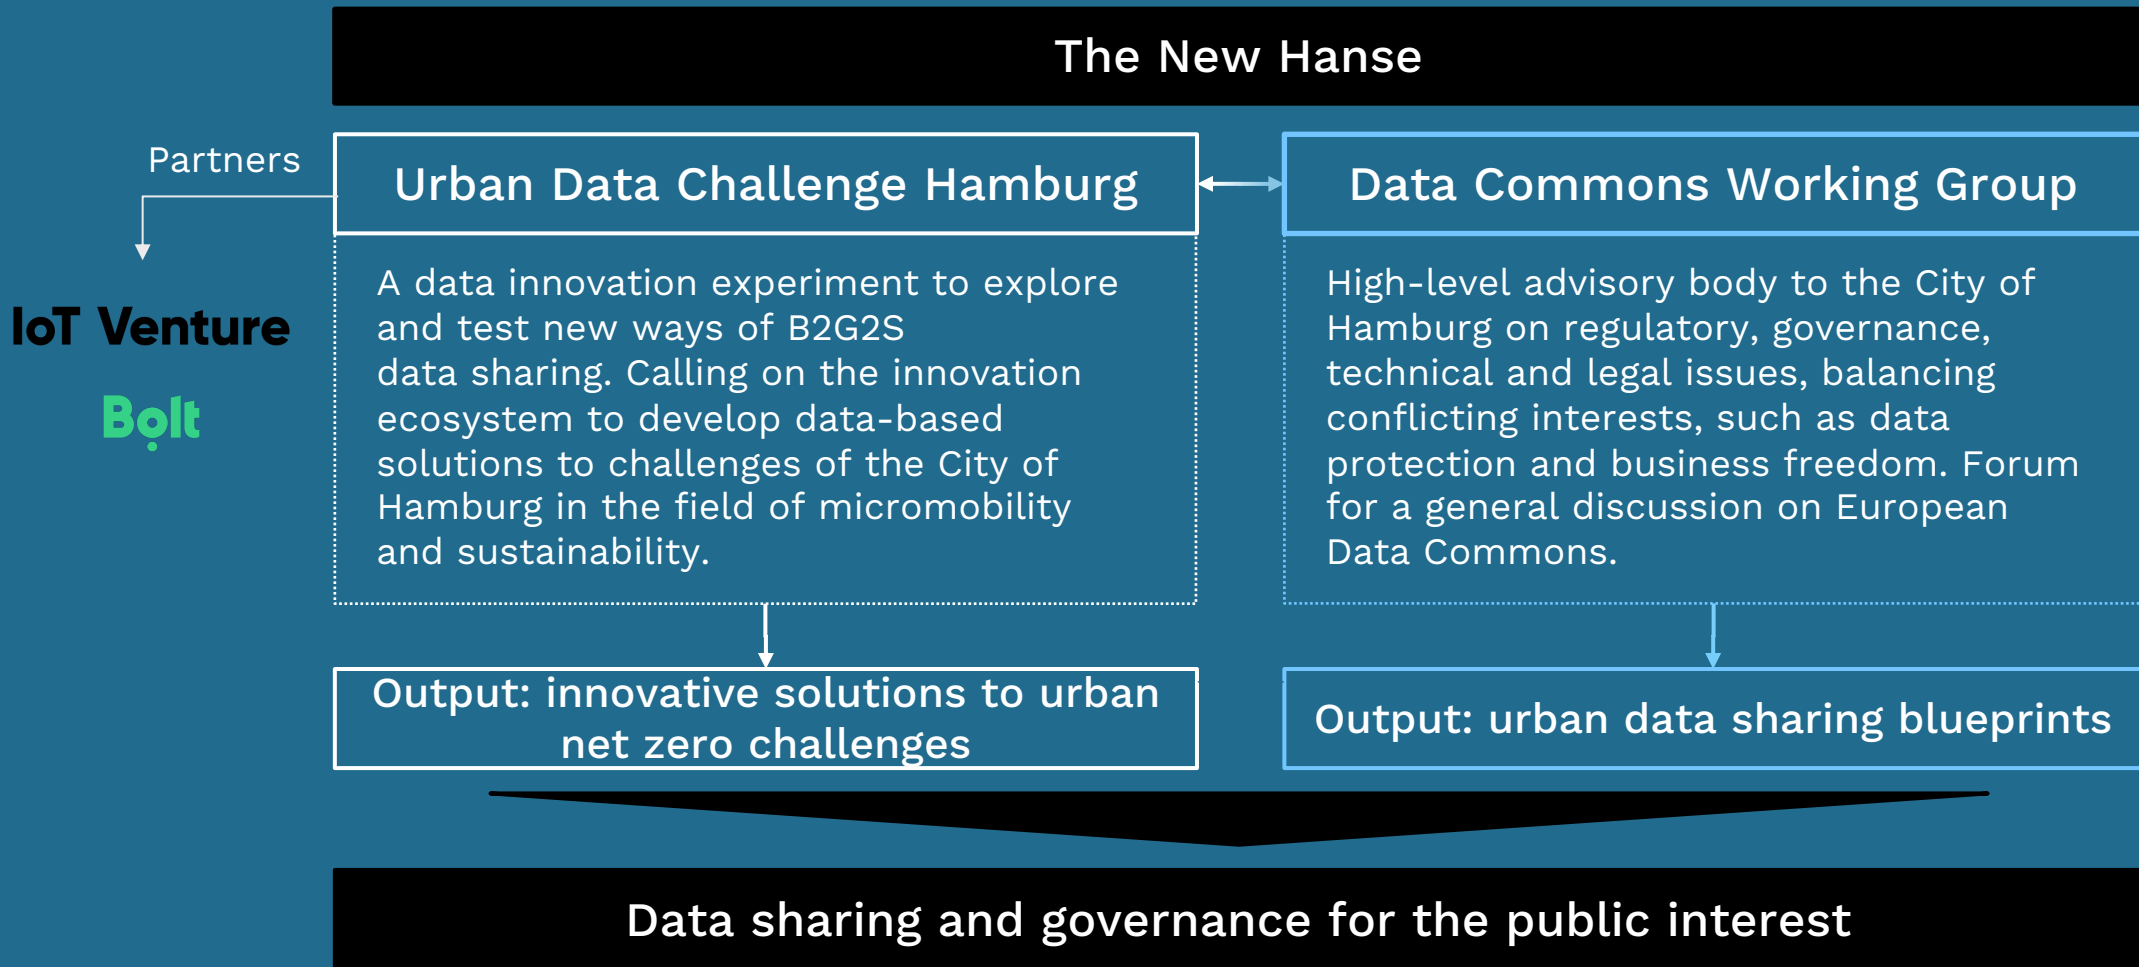 The New Hanse
Partners
IoT Venture
Bolt
Urban Data Challenge Hamburg
A data innovation experiment to explore
and test new ways of B2G2S
data sharing. Calling on the innovation
ecosystem to develop data-based
solutions to challenges of the City of
Hamburg in the field of micromobility
and sustainability.
Output: innovative solutions to urban
net zero challenges
Data Commons Working Group
High-level advisory body to the City of
Hamburg on regulatory, governance,
technical and legal issues, balancing
conflicting interests, such as data
protection and business freedom. Forum
for a general discussion on European
Data Commons.
Output: urban data sharing blueprints
Data sharing and governance for the public interest